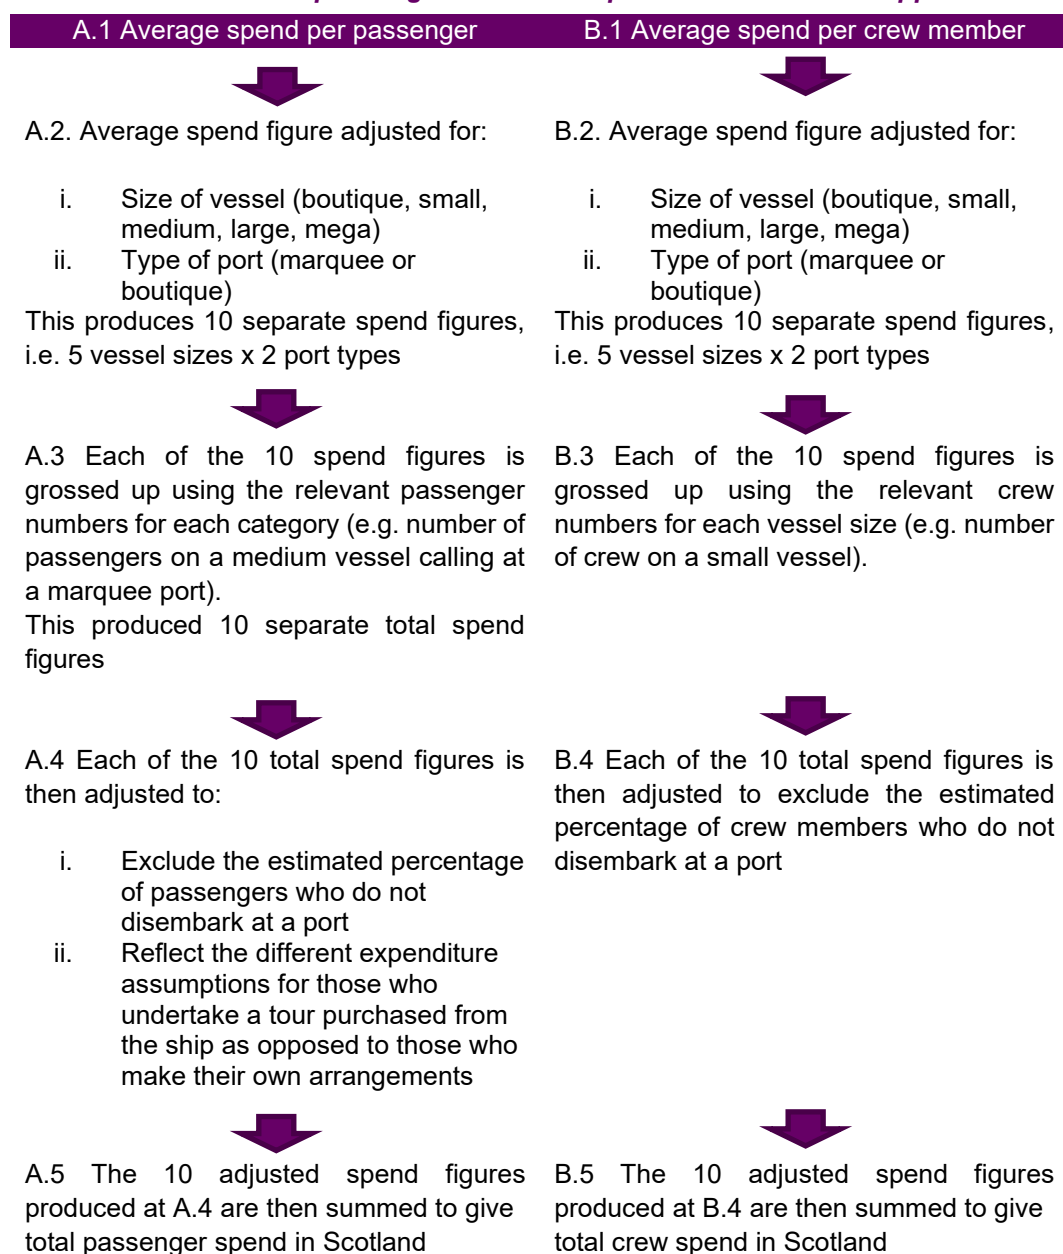 A.1 Average spend per passenger
B.1 Average spend per crew member
A.2. Average spend figure adjusted for:
i. Size of vessel (boutique, small,
medium, large, mega)
ii. Type of port (marquee or
boutique)
This produces 10 separate spend figures,
i.e. 5 vessel sizes x 2 port types
B.2. Average spend figure adjusted for:
i. Size of vessel (boutique, small,
medium, large, mega)
ii. Type of port (marquee or
boutique)
This produces 10 separate spend figures,
i.e. 5 vessel sizes x 2 port types
A.3 Each of the 10 spend figures is
grossed up using the relevant passenger
numbers for each category (e.g. number of
passengers on a medium vessel calling at
a marquee port).
This produced 10 separate total spend
figures
B.3 Each of the 10 spend figures is
grossed up using the relevant crew
numbers for each vessel size (e.g. number
of crew on a small vessel).
A.4 Each of the 10 total spend figures is
then adjusted to:
i. Exclude the estimated percentage
of passengers who do not
disembark at a port
ii. Reflect the different expenditure
assumptions for those who
undertake a tour purchased from
the ship as opposed to those who
make their own arrangements
B.4 Each of the 10 total spend figures is
then adjusted to exclude the estimated
percentage of crew members who do not
disembark at a port
A.5 The 10 adjusted spend figures
produced at A.4 are then summed to give
total passenger spend in Scotland
B.5 The 10 adjusted spend figures
produced at B.4 are then summed to give
total crew spend in Scotland